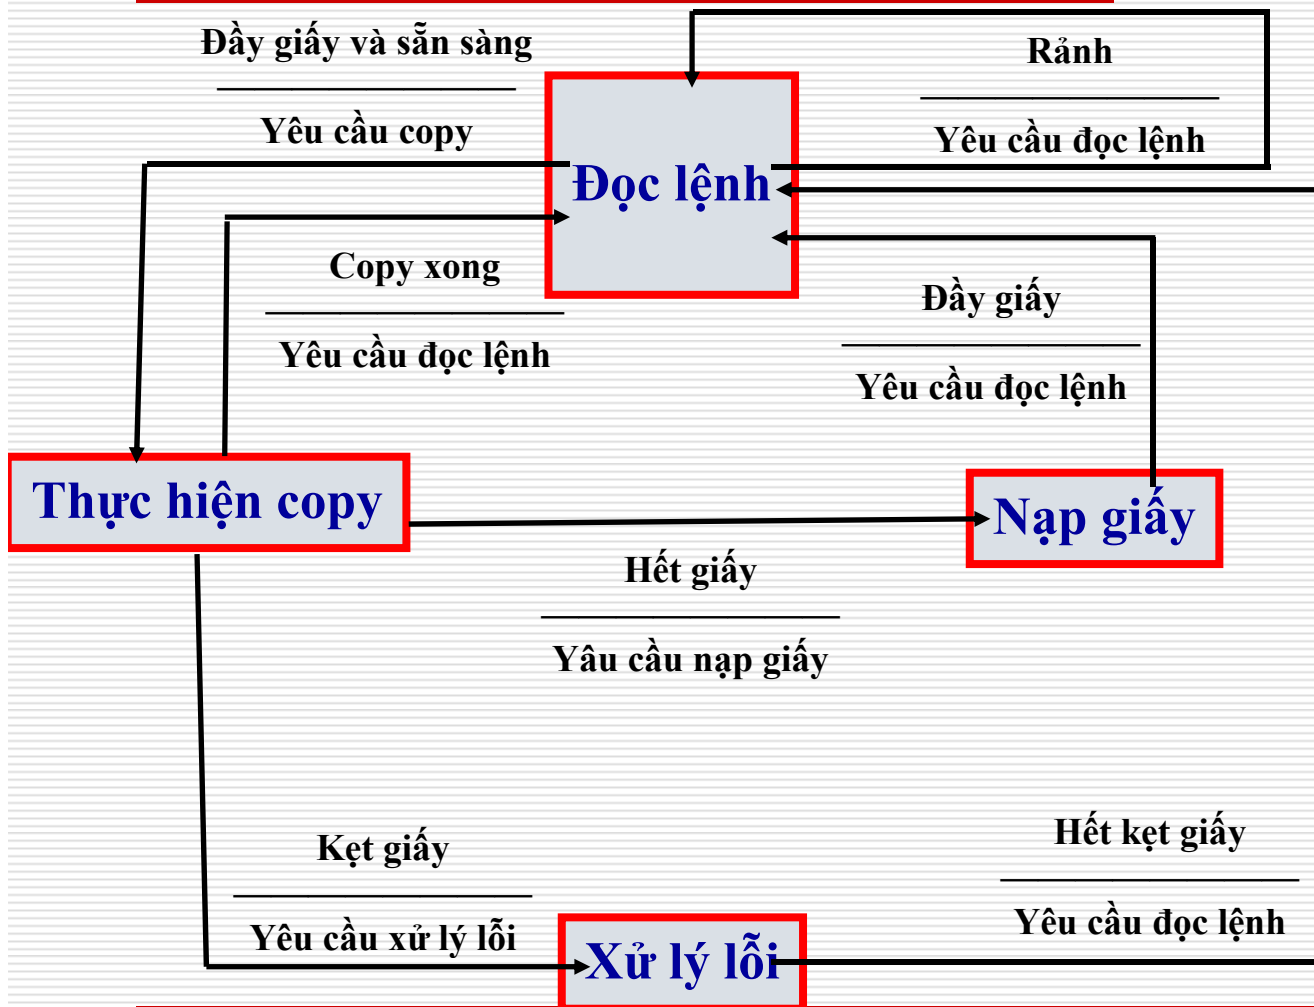 Đầy giấy và sẵn sàng
Yêu cầu copy
Rảnh
Yêu cầu đọc lệnh
Đọc lệnh
Copy xong
Yêu cầu đọc lệnh
Đầy giấy
Yêu cầu đọc lệnh
Thực hiện copy
Nạp giấy
Hết giấy
Yâu cầu nạp giấy
Kẹt giấy
Yêu cầu xử lý lỗi
Hết kẹt giấy
Yêu cầu đọc lệnh
Xử lý lỗi